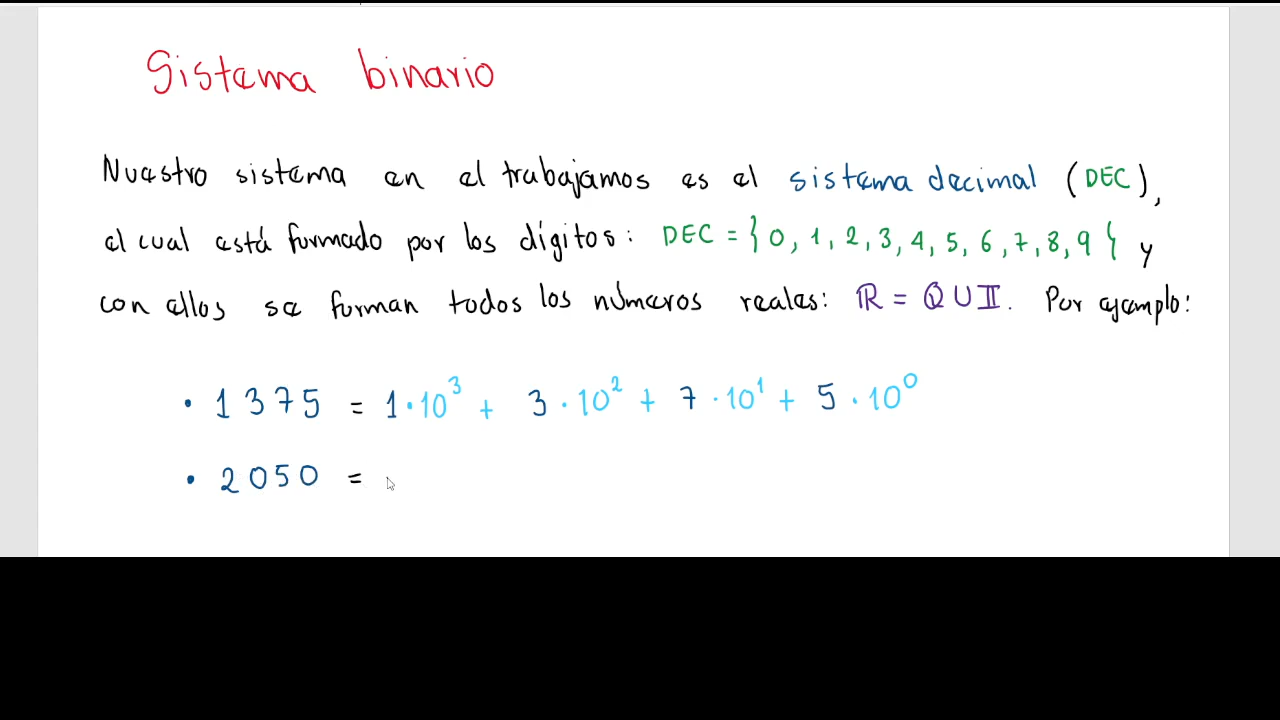 Sistema binario
Nuestro sistema en el trabajamos es el sistema decimal (DEC),
el cual está formado por los dígitos: DEC = { 0, 1, 2, 3, 4, 5, 6, 7, 8, 9 } y
con ellos se forman todos los números reales: ℝ = ℚ ∪ 𝕀. Por ejemplo:
• 1375 = 1·10³ + 3·10² + 7·10¹ + 5·10⁰
• 2050 =